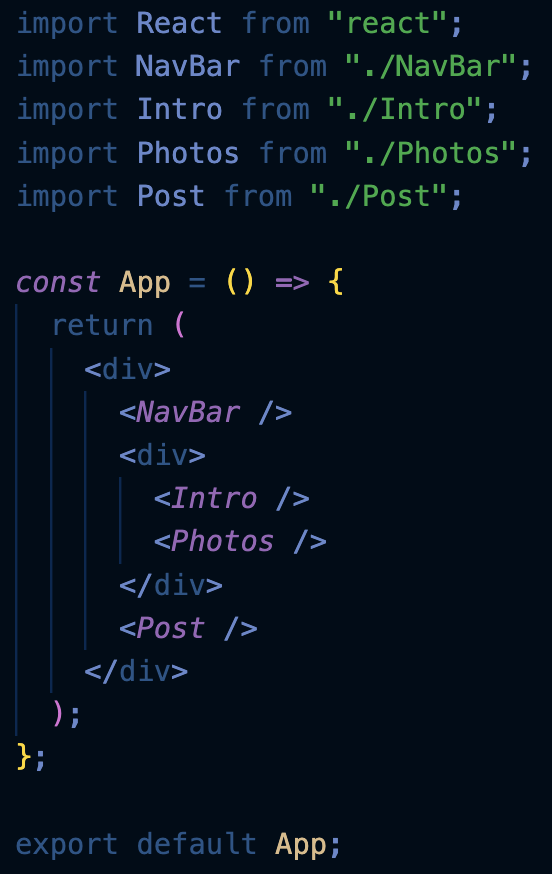 import React from "react";
import NavBar from "./NavBar";
import Intro from "./Intro";
import Photos from "./Photos";
import Post from "./Post";

const App = () => {
  return (
    <div>
      <NavBar />
      <div>
        <Intro />
        <Photos />
      </div>
      <Post />
    </div>
  );
};

export default App;